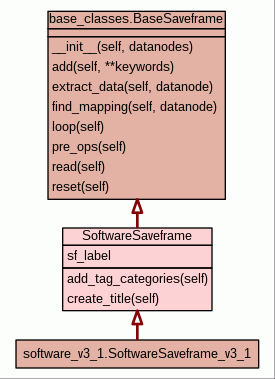 base_classes.BaseSaveframe
__init__(self, datanodes)
add(self, **keywords)
extract_data(self, datanode)
find_mapping(self, datanode)
loop(self)
pre_ops(self)
read(self)
reset(self)
SoftwareSaveframe
sf_label
add_tag_categories(self)
create_title(self)
software_v3_1.SoftwareSaveframe_v3_1